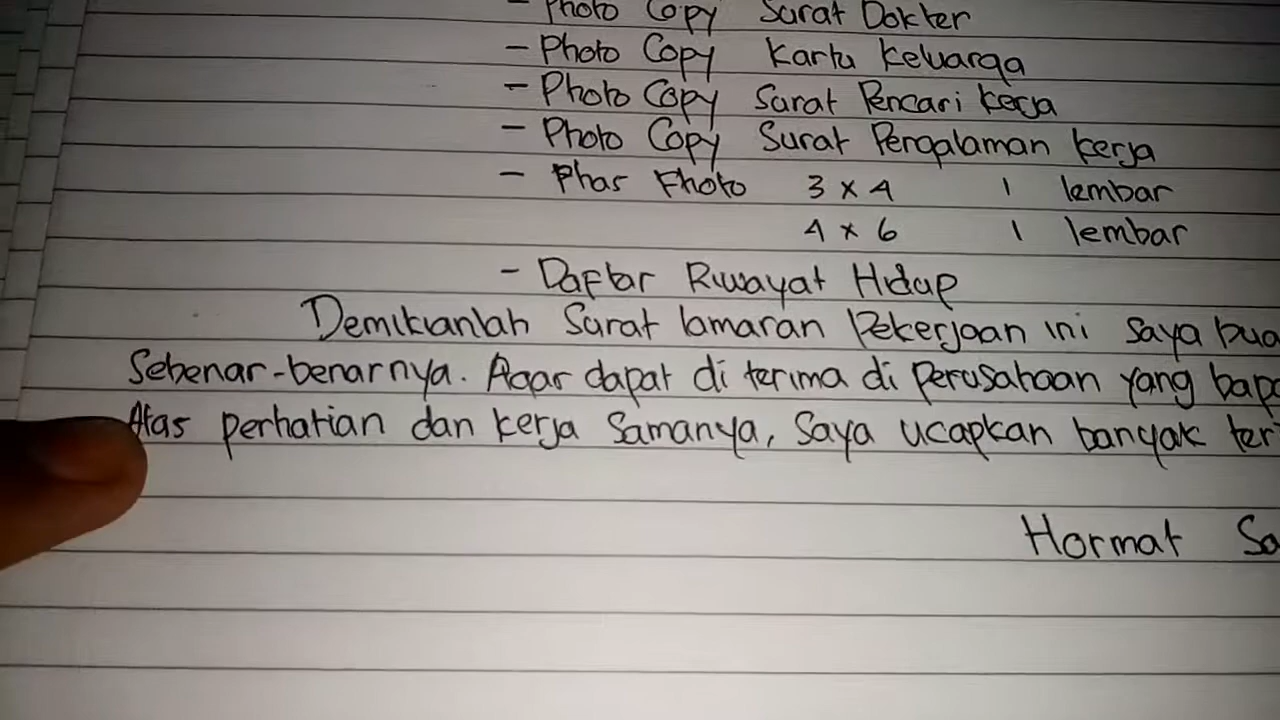 - Photo Copy Surat Dokter
- Photo Copy Kartu Keluarga
- Photo Copy Surat Pencari Kerja
- Photo Copy Surat Pengalaman kerja
- Phas Fhoto 3 x 4 1 lembar
4 x 6 1 lembar
- Daftar Riwayat Hidup
Demikianlah Surat lamaran Pekerjaan ini saya bua
Sebenar-benarnya. Agar dapat di terima di perusahaan yang bapa
Atas perhatian dan kerja Samanya, Saya ucapkan banyak ter
Hormat Sa